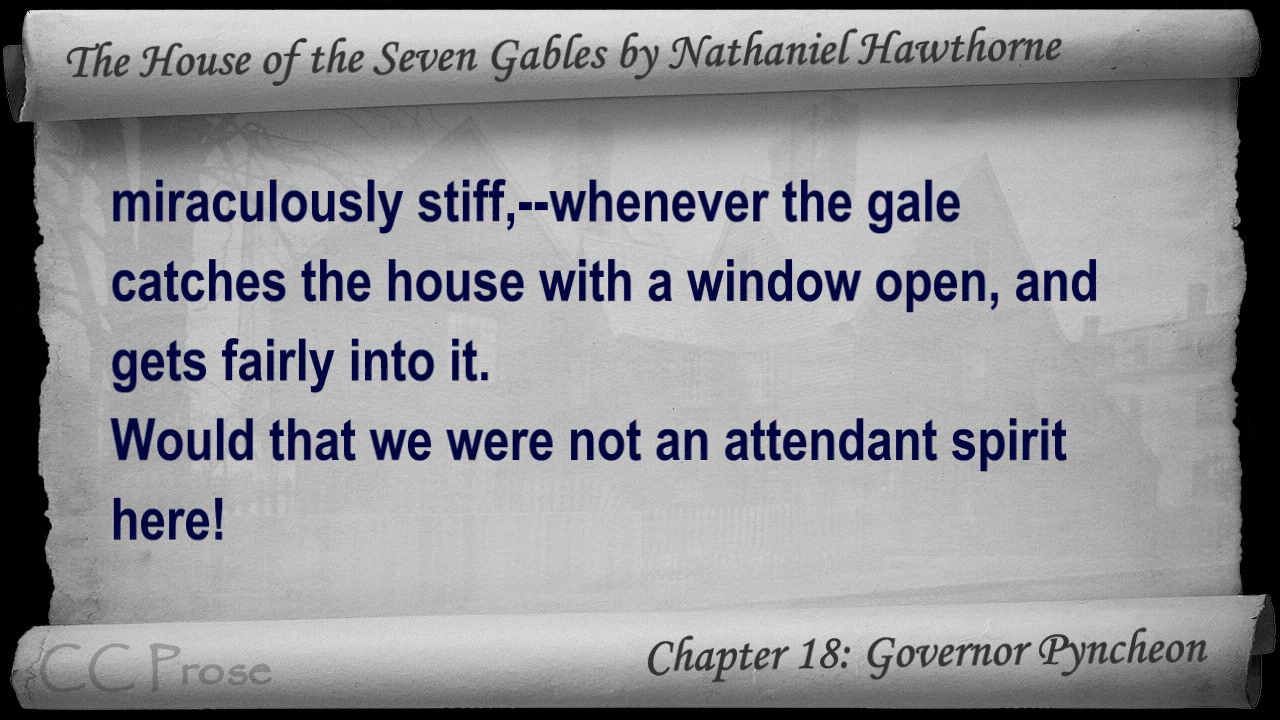 The House of the Seven Gables by Nathaniel Hawthorne
miraculously stiff,--whenever the gale
catches the house with a window open, and
gets fairly into it.
Would that we were not an attendant spirit
here!
CC Prose
Chapter 18: Governor Pyncheon